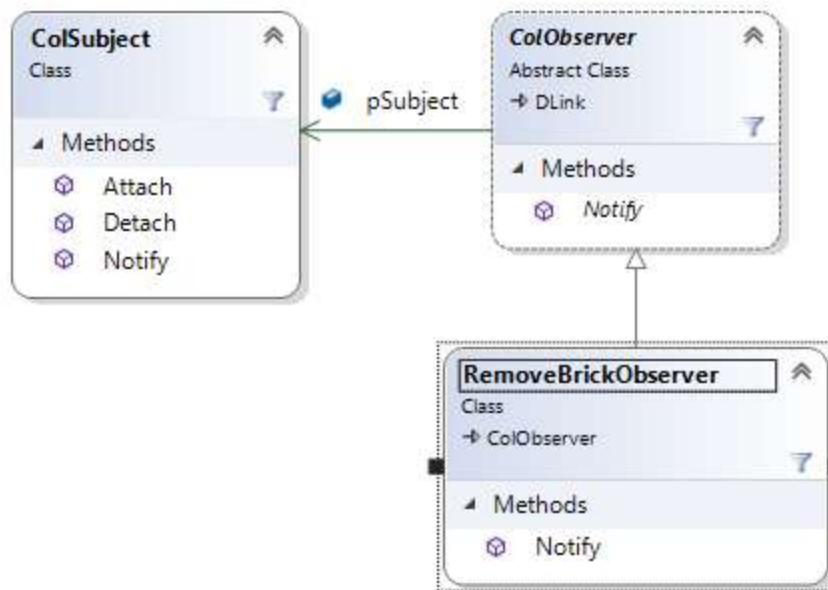 ColSubject
Class
Methods
Attach
Detach
Notify
pSubject
ColObserver
Abstract Class
DLink
Methods
Notify
RemoveBrickObserver
Class
ColObserver
Methods
Notify